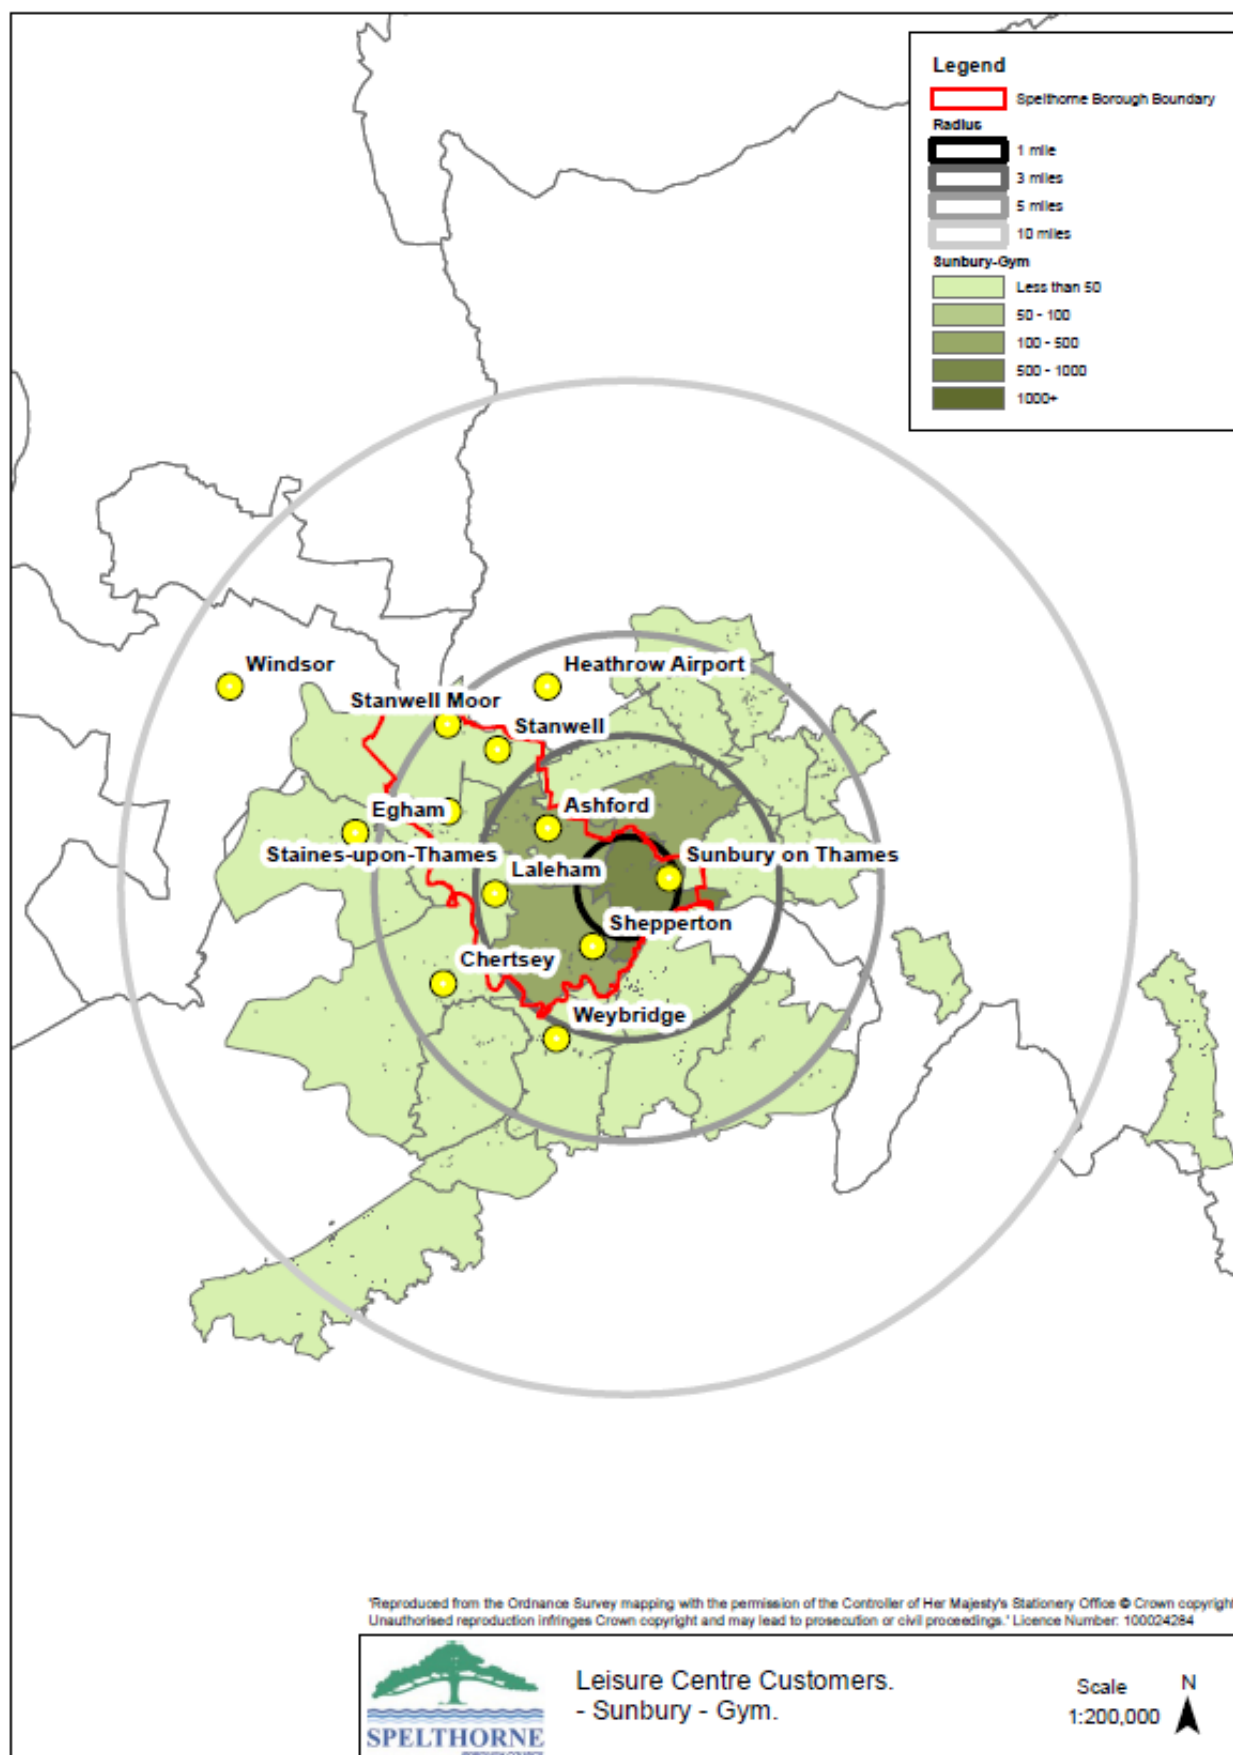 Legend
Spelthorne Borough Boundary
Radius
1 mile
3 miles
5 miles
10 miles
Sunbury-Gym
Less than 50
50 - 100
100 - 500
500 - 1000
1000+
Windsor
Heathrow Airport
Stanwell Moor
Stanwell
Egham
Ashford
Staines-upon-Thames
Sunbury on Thames
Laleham
Shepperton
Chertsey
Weybridge
'Reproduced from the Ordnance Survey mapping with the permission of the Controller of Her Majesty's Stationery Office © Crown copyright
Unauthorised reproduction infringes Crown copyright and may lead to prosecution or civil proceedings.' Licence Number: 100024284
SPELTHORNE
BOROUGH COUNCIL
Leisure Centre Customers.
- Sunbury - Gym.
Scale
1:200,000
N